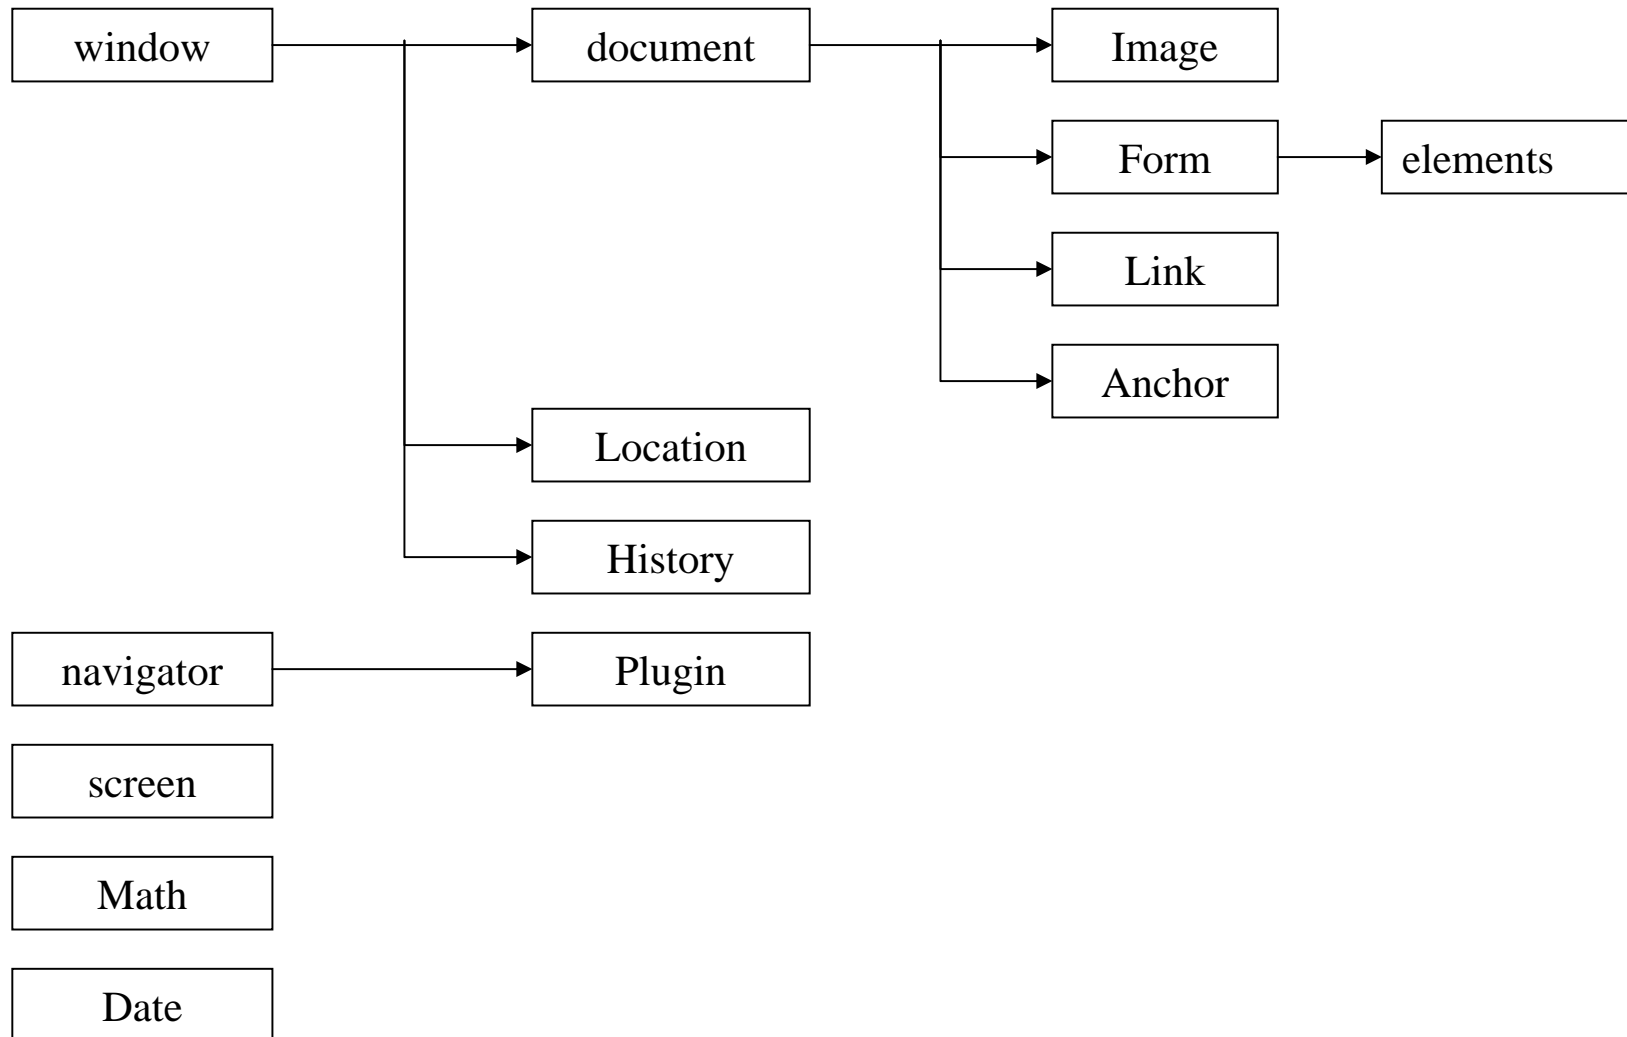 window
document
Image
Form
elements
Link
Anchor
Location
History
navigator
Plugin
screen
Math
Date